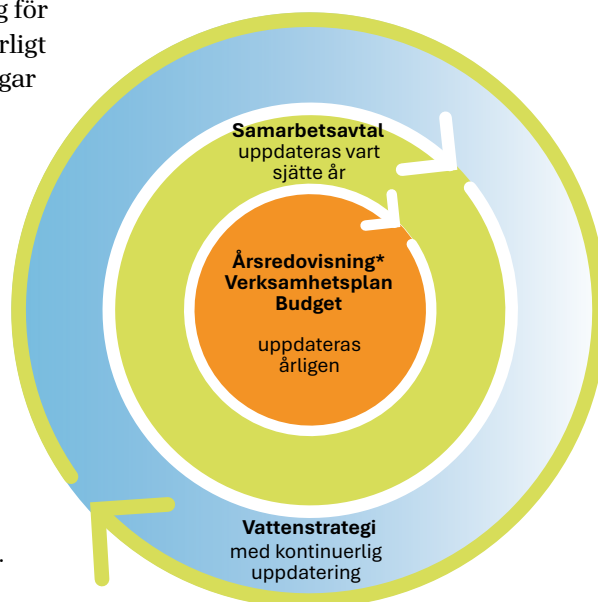 g för
rligt
gar
Samarbetsavtal
uppdateras vart
sjätte år
Årsredovisning*
Verksamhetsplan
Budget
uppdateras
årligen
Vattenstrategi
med kontinuerlig
uppdatering
.